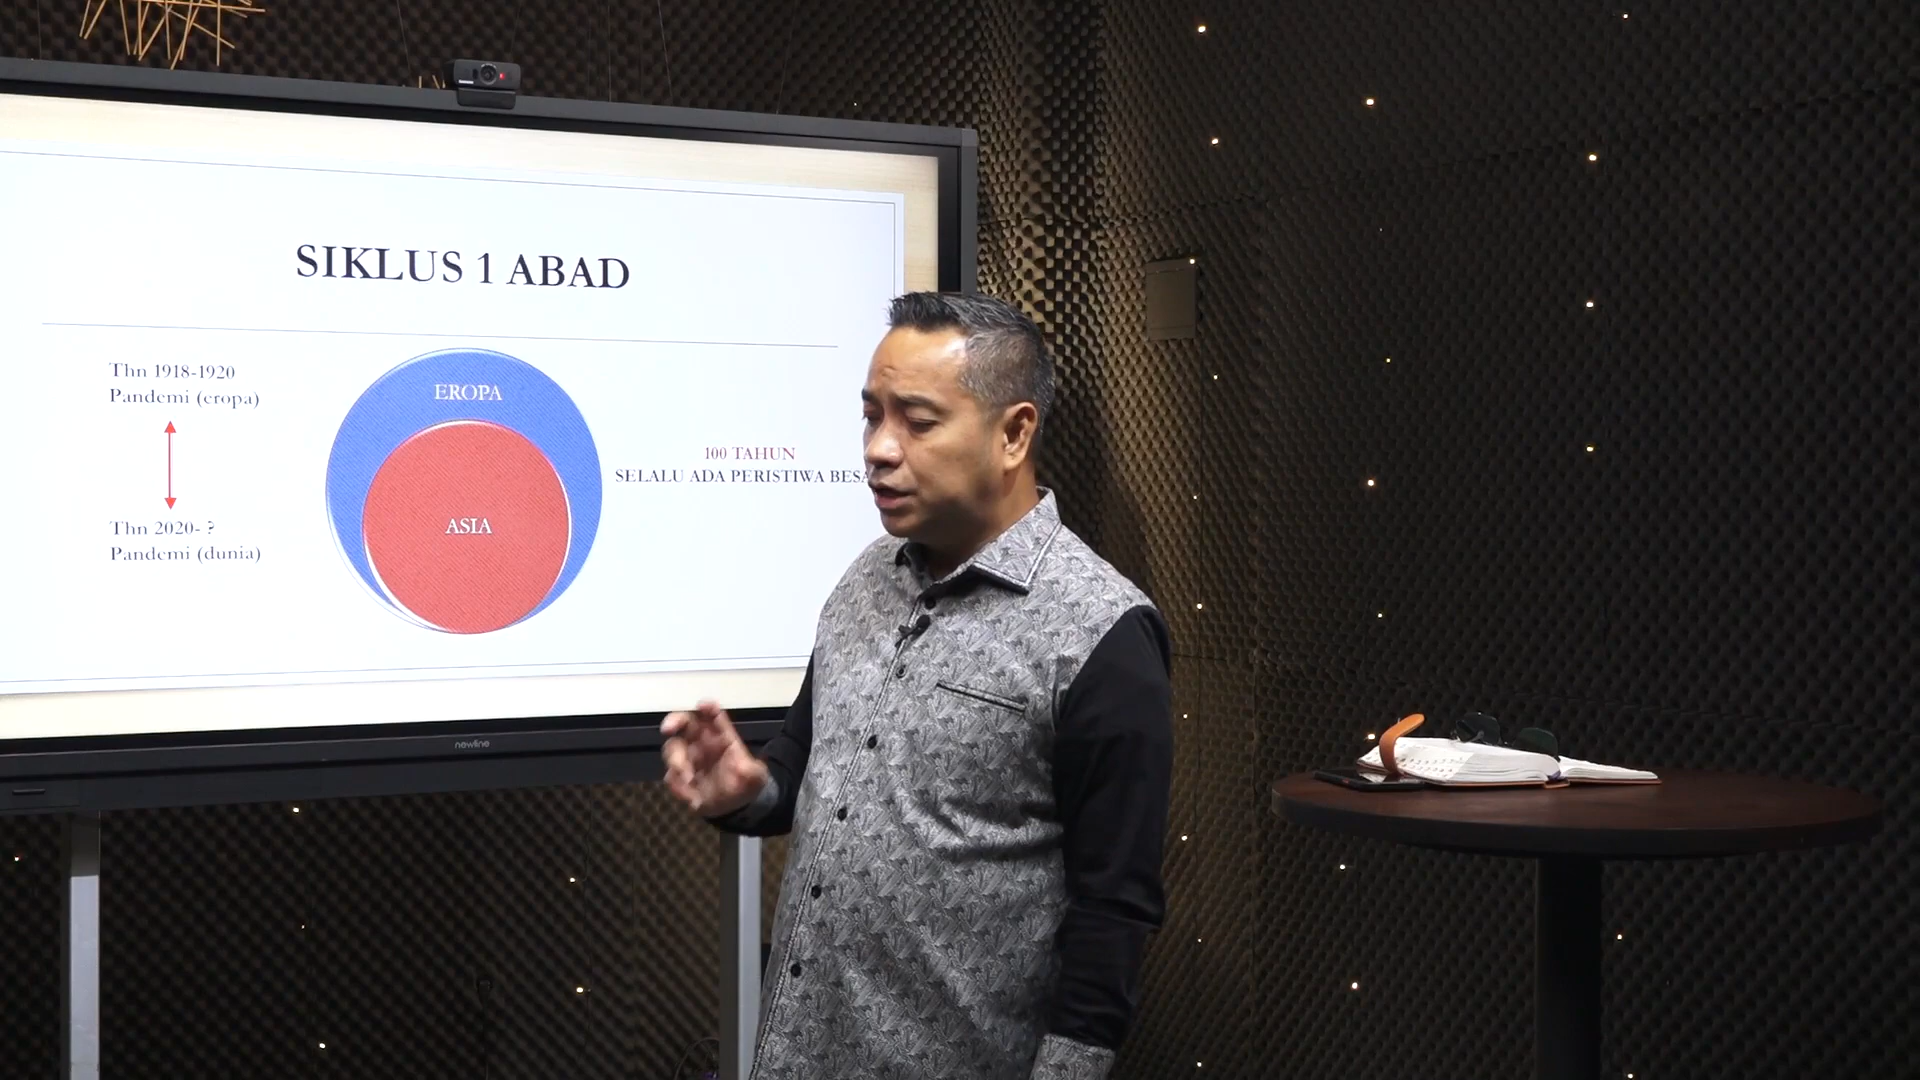 SIKLUS 1 ABAD
Thn 1918-1920
Pandemi (eropa)
Thn 2020- ?
Pandemi (dunia)
EROPA
ASIA
100 TAHUN
SELALU ADA PERISTIWA BESA
newline